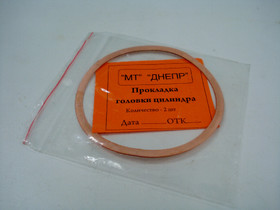 "МТ" "ДНЕПР"
Прокладка
головки цилиндра
Количество - 2 шт.
Дата ............ ОТК ........